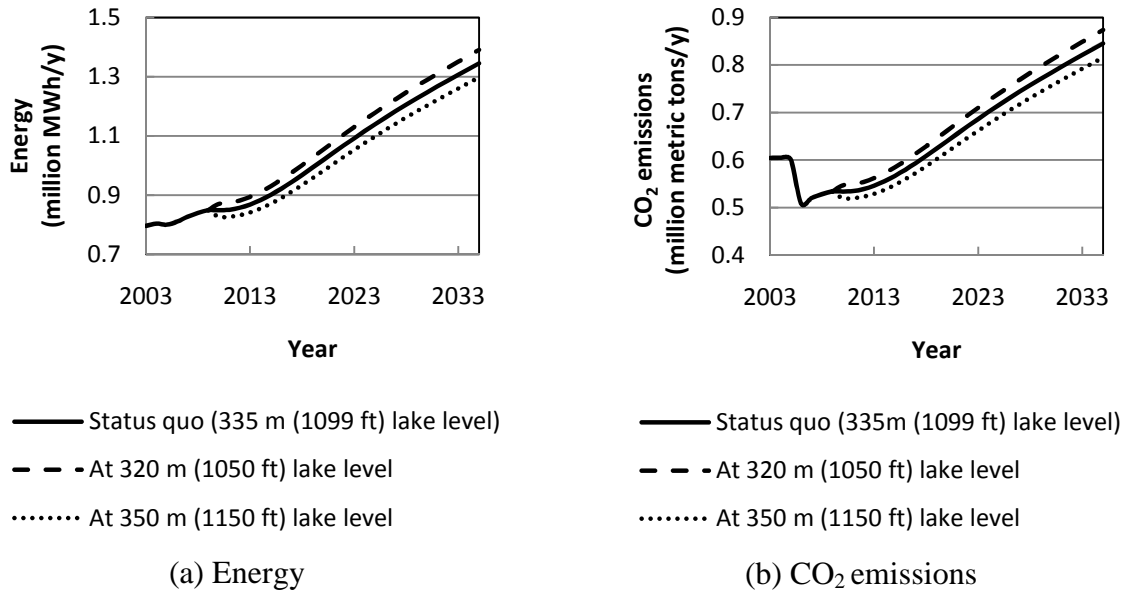 Energy
(million MWh/y)
1.5
1.3
1.1
0.9
0.7
2003 2013 2023 2033
Year
Status quo (335 m (1099 ft) lake level)
At 320 m (1050 ft) lake level
At 350 m (1150 ft) lake level
(a) Energy
CO2 emissions
(million metric tons/y)
0.9
0.8
0.7
0.6
0.5
0.4
2003 2013 2023 2033
Year
Status quo (335m (1099 ft) lake level)
At 320 m (1050 ft) lake level
At 350 m (1150 ft) lake level
(b) CO2 emissions